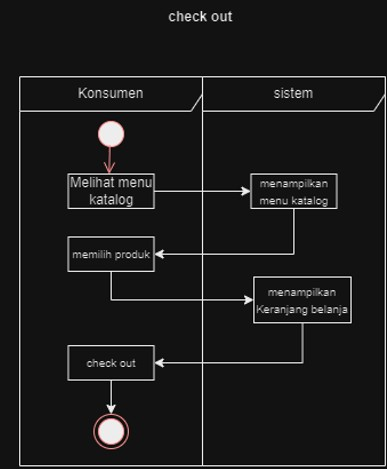 check out
Konsumen
sistem
Melihat menu
katalog
menampilkan
menu katalog
memilih produk
menampilkan
Keranjang belanja
check out